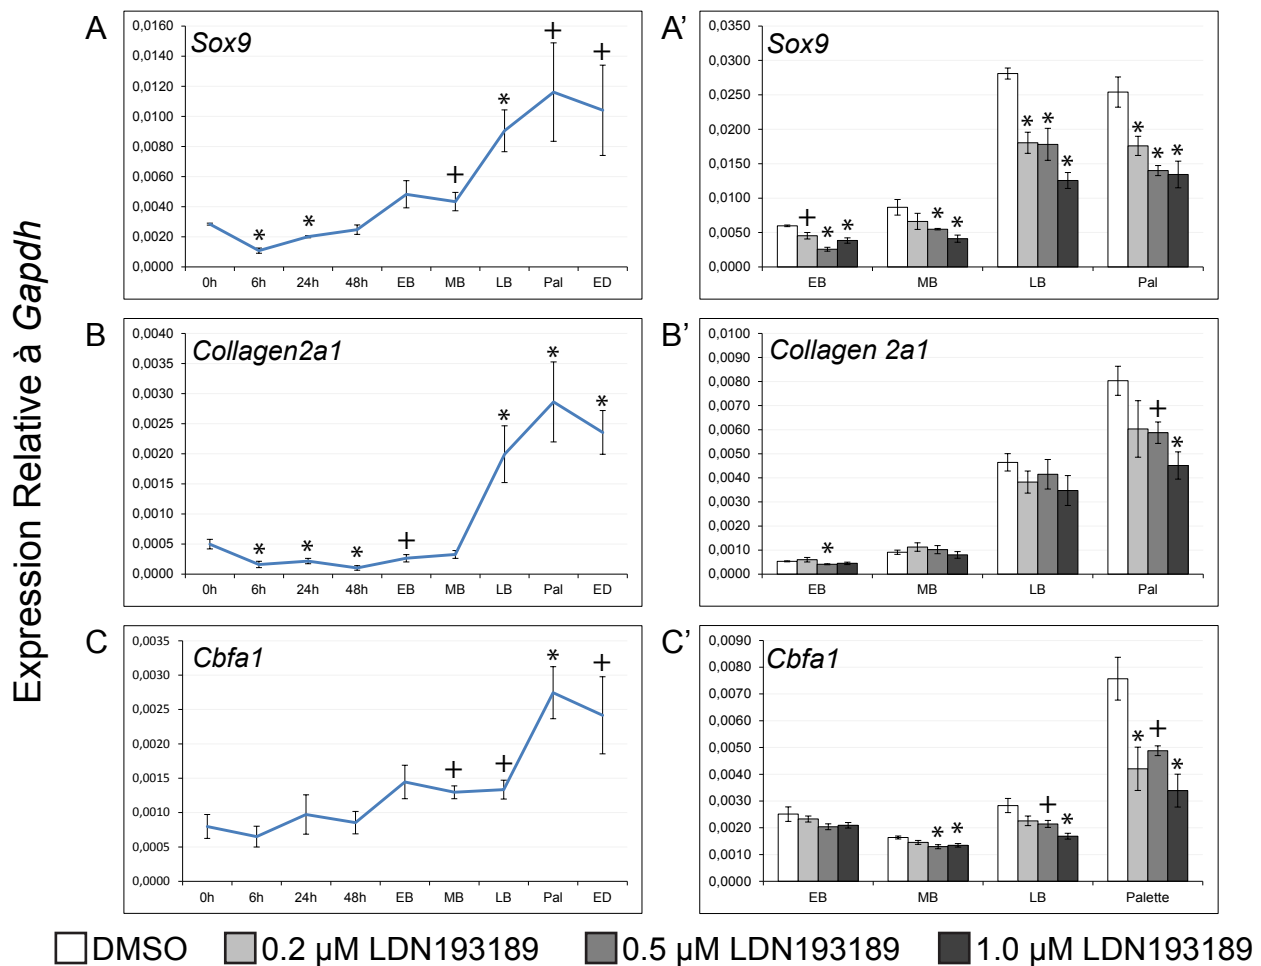 Expression Relative à Gapdh
A
Sox9
0,0160
0,0140
0,0120
0,0100
0,0080
0,0060
0,0040
0,0020
0,0000
* * + * + +
0h 6h 24h 48h EB MB LB Pal ED
A’
Sox9
0,0350
0,0300
0,0250
0,0200
0,0150
0,0100
0,0050
0,0000
+ * * * * * * * * * *
EB MB LB Pal
B
Collagen2a1
0,0040
0,0035
0,0030
0,0025
0,0020
0,0015
0,0010
0,0005
0,0000
* * * + * * *
0h 6h 24h 48h EB MB LB Pal ED
B’
Collagen 2a1
0,0100
0,0090
0,0080
0,0070
0,0060
0,0050
0,0040
0,0030
0,0020
0,0010
0,0000
* + *
EB MB LB Pal
C
Cbfa1
0,0035
0,0030
0,0025
0,0020
0,0015
0,0010
0,0005
0,0000
+ + * +
0h 6h 24h 48h EB MB LB Pal ED
C’
Cbfa1
0,0090
0,0080
0,0070
0,0060
0,0050
0,0040
0,0030
0,0020
0,0010
0,0000
* * + * * + *
EB MB LB Palette
DMSO 0.2 µM LDN193189 0.5 µM LDN193189 1.0 µM LDN193189